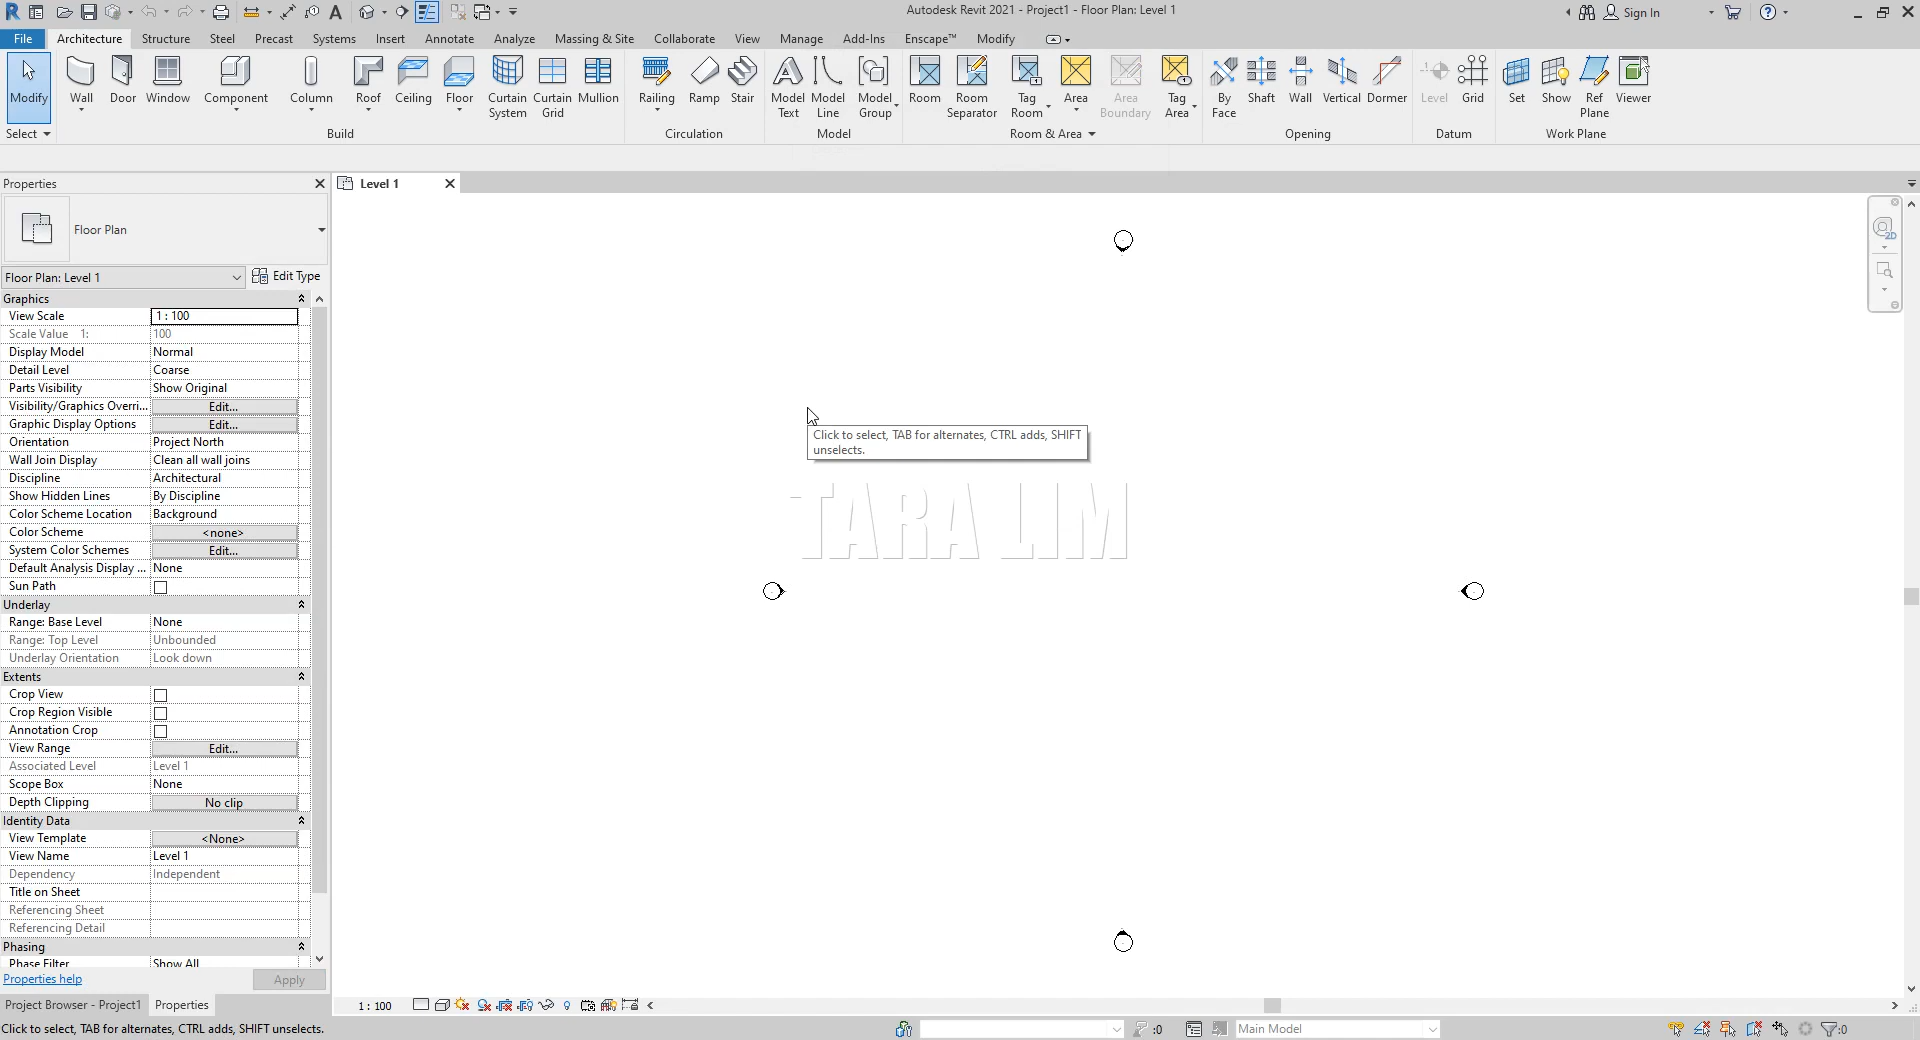 Autodesk Revit 2021 - Project1 - Floor Plan: Level 1
Sign In
File Architecture Structure Steel Precast Systems Insert Annotate Analyze Massing & Site Collaborate View Manage Add-Ins Enscape™ Modify
Modify Wall Door Window Component Column Roof Ceiling Floor Curtain System Curtain Grid Mullion Railing Ramp Stair Model Text Model Line Model Group Room Room Separator Tag Room Area Area Boundary Tag Area By Face Shaft Wall Vertical Dormer Level Grid Set Show Ref Plane Viewer
Select Build Circulation Model Room & Area Opening Datum Work Plane
Properties
Level 1
Floor Plan
Floor Plan: Level 1 Edit Type
Graphics
View Scale 1 : 100
Scale Value 1: 100
Display Model Normal
Detail Level Coarse
Parts Visibility Show Original
Visibility/Graphics Overri... Edit...
Graphic Display Options Edit...
Orientation Project North
Wall Join Display Clean all wall joins
Discipline Architectural
Show Hidden Lines By Discipline
Color Scheme Location Background
Color Scheme <none>
System Color Schemes Edit...
Default Analysis Display ... None
Sun Path
Underlay
Range: Base Level None
Range: Top Level Unbounded
Underlay Orientation Look down
Extents
Crop View
Crop Region Visible
Annotation Crop
View Range Edit...
Associated Level Level 1
Scope Box None
Depth Clipping No clip
Identity Data
View Template <None>
View Name Level 1
Dependency Independent
Title on Sheet
Referencing Sheet
Referencing Detail
Phasing
Phase Filter Show All
Properties help Apply
Project Browser - Project1 Properties
Click to select, TAB for alternates, CTRL adds, SHIFT
unselects.
TARA LIM
2D
1 : 100
Click to select, TAB for alternates, CTRL adds, SHIFT unselects.
:0
Main Model
:0